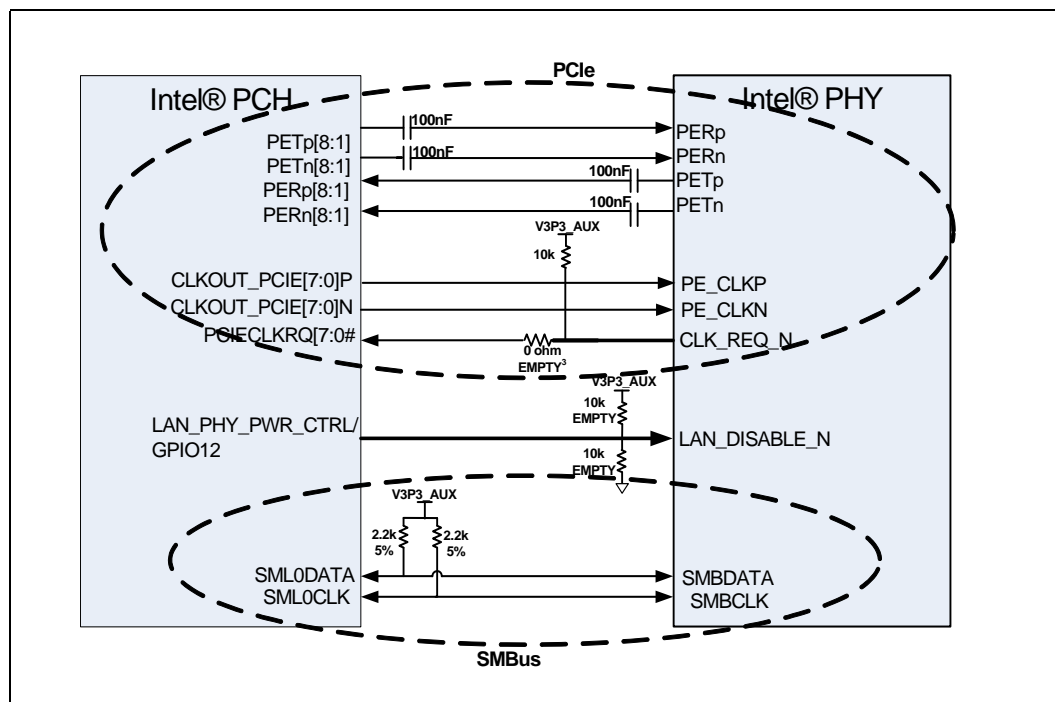 PCIe
Intel® PCH
Intel® PHY
100nF
PETp[8:1]
PERp
100nF
PETn[8:1]
PERn
PERp[8:1]
100nF
PETp
PERn[8:1]
100nF
PETn
V3P3_AUX
10k
CLKOUT_PCIE[7:0]P
PE_CLKP
CLKOUT_PCIE[7:0]N
PE_CLKN
PCIECLKRQ[7:0#
CLK_REQ_N
0 ohm
EMPTY³
V3P3_AUX
10k
EMPTY
LAN_PHY_PWR_CTRL/
GPIO12
LAN_DISABLE_N
10k
EMPTY
V3P3_AUX
2.2k
5%
2.2k
5%
SML0DATA
SMBDATA
SML0CLK
SMBCLK
SMBus